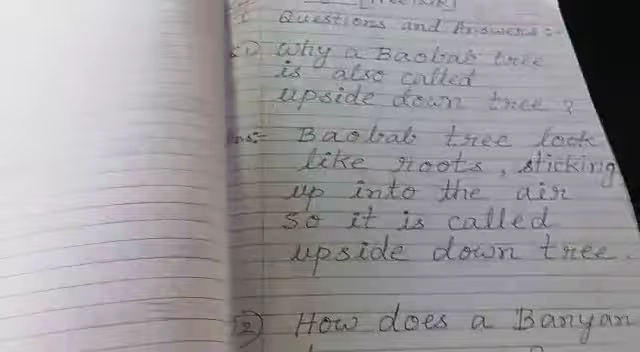 Questions and Answers:-
Q1) Why a Baobab tree
is also called
upside down tree?
Ans:- Baobab tree look
like roots, sticking
up into the air
so it is called
upside down tree.
2) How does a Banyan